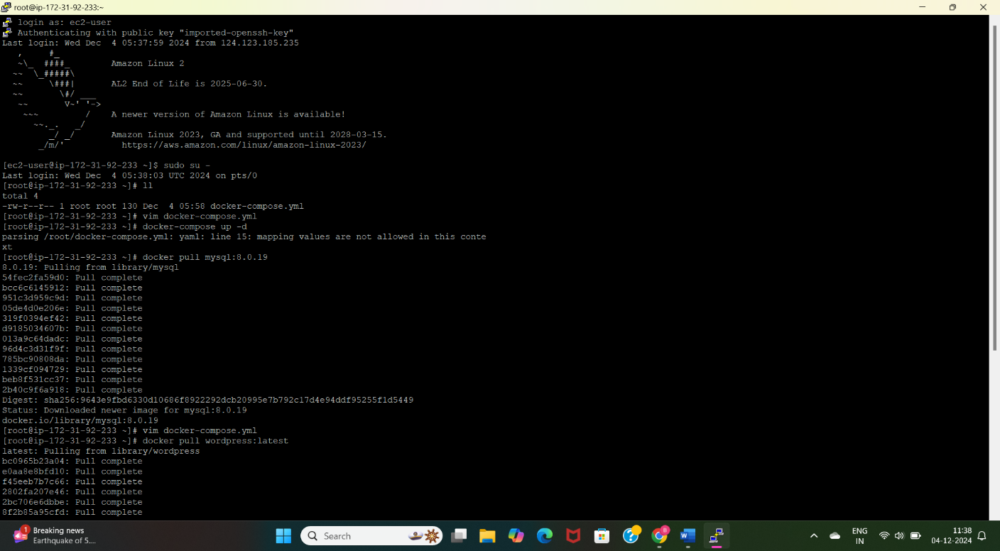 root@ip-172-31-92-233:~
login as: ec2-user
Authenticating with public key "imported-openssh-key"
Last login: Wed Dec  4 05:37:59 2024 from 124.123.185.235
   ,     #_
   ~\_  ####_        Amazon Linux 2
  ~~  \_#####\
  ~~     \###|       AL2 End of Life is 2025-06-30.
  ~~       \#/ ___
   ~~       V~' '->
    ~~~         /    A newer version of Amazon Linux is available!
      ~~._.   _/
         _/ _/       Amazon Linux 2023, GA and supported until 2028-03-15.
       _/m/'           https://aws.amazon.com/linux/amazon-linux-2023/
[ec2-user@ip-172-31-92-233 ~]$ sudo su -
Last login: Wed Dec  4 05:38:03 UTC 2024 on pts/0
[root@ip-172-31-92-233 ~]# ll
total 4
-rw-r--r-- 1 root root 130 Dec  4 05:58 docker-compose.yml
[root@ip-172-31-92-233 ~]# vim docker-compose.yml
[root@ip-172-31-92-233 ~]# docker-compose up -d
parsing /root/docker-compose.yml: yaml: line 15: mapping values are not allowed in this conte
xt
[root@ip-172-31-92-233 ~]# docker pull mysql:8.0.19
8.0.19: Pulling from library/mysql
54fec2fa59d0: Pull complete
bcc6c6145912: Pull complete
951c3d959c9d: Pull complete
05de4d0e206e: Pull complete
319f0394ef42: Pull complete
d9185034607b: Pull complete
013a9c64dadc: Pull complete
96d4c3d31f9f: Pull complete
785bc90808da: Pull complete
1339cf094729: Pull complete
beb8f531cc37: Pull complete
2b40c9f6a918: Pull complete
Digest: sha256:9643e9fbd6330d10686f8922292dcb20995e7b792c17d4e94ddf95255f1d5449
Status: Downloaded newer image for mysql:8.0.19
docker.io/library/mysql:8.0.19
[root@ip-172-31-92-233 ~]# vim docker-compose.yml
[root@ip-172-31-92-233 ~]# docker pull wordpress:latest
latest: Pulling from library/wordpress
bc0965b23a04: Pull complete
e0aa8e8bfd10: Pull complete
f45eeb7b7c66: Pull complete
2802fa207e46: Pull complete
2bc706e6dbbe: Pull complete
8f2b85a95cfd: Pull complete
1
Breaking news
Earthquake of 5....
Search
8
ENG
IN
11:38
04-12-2024